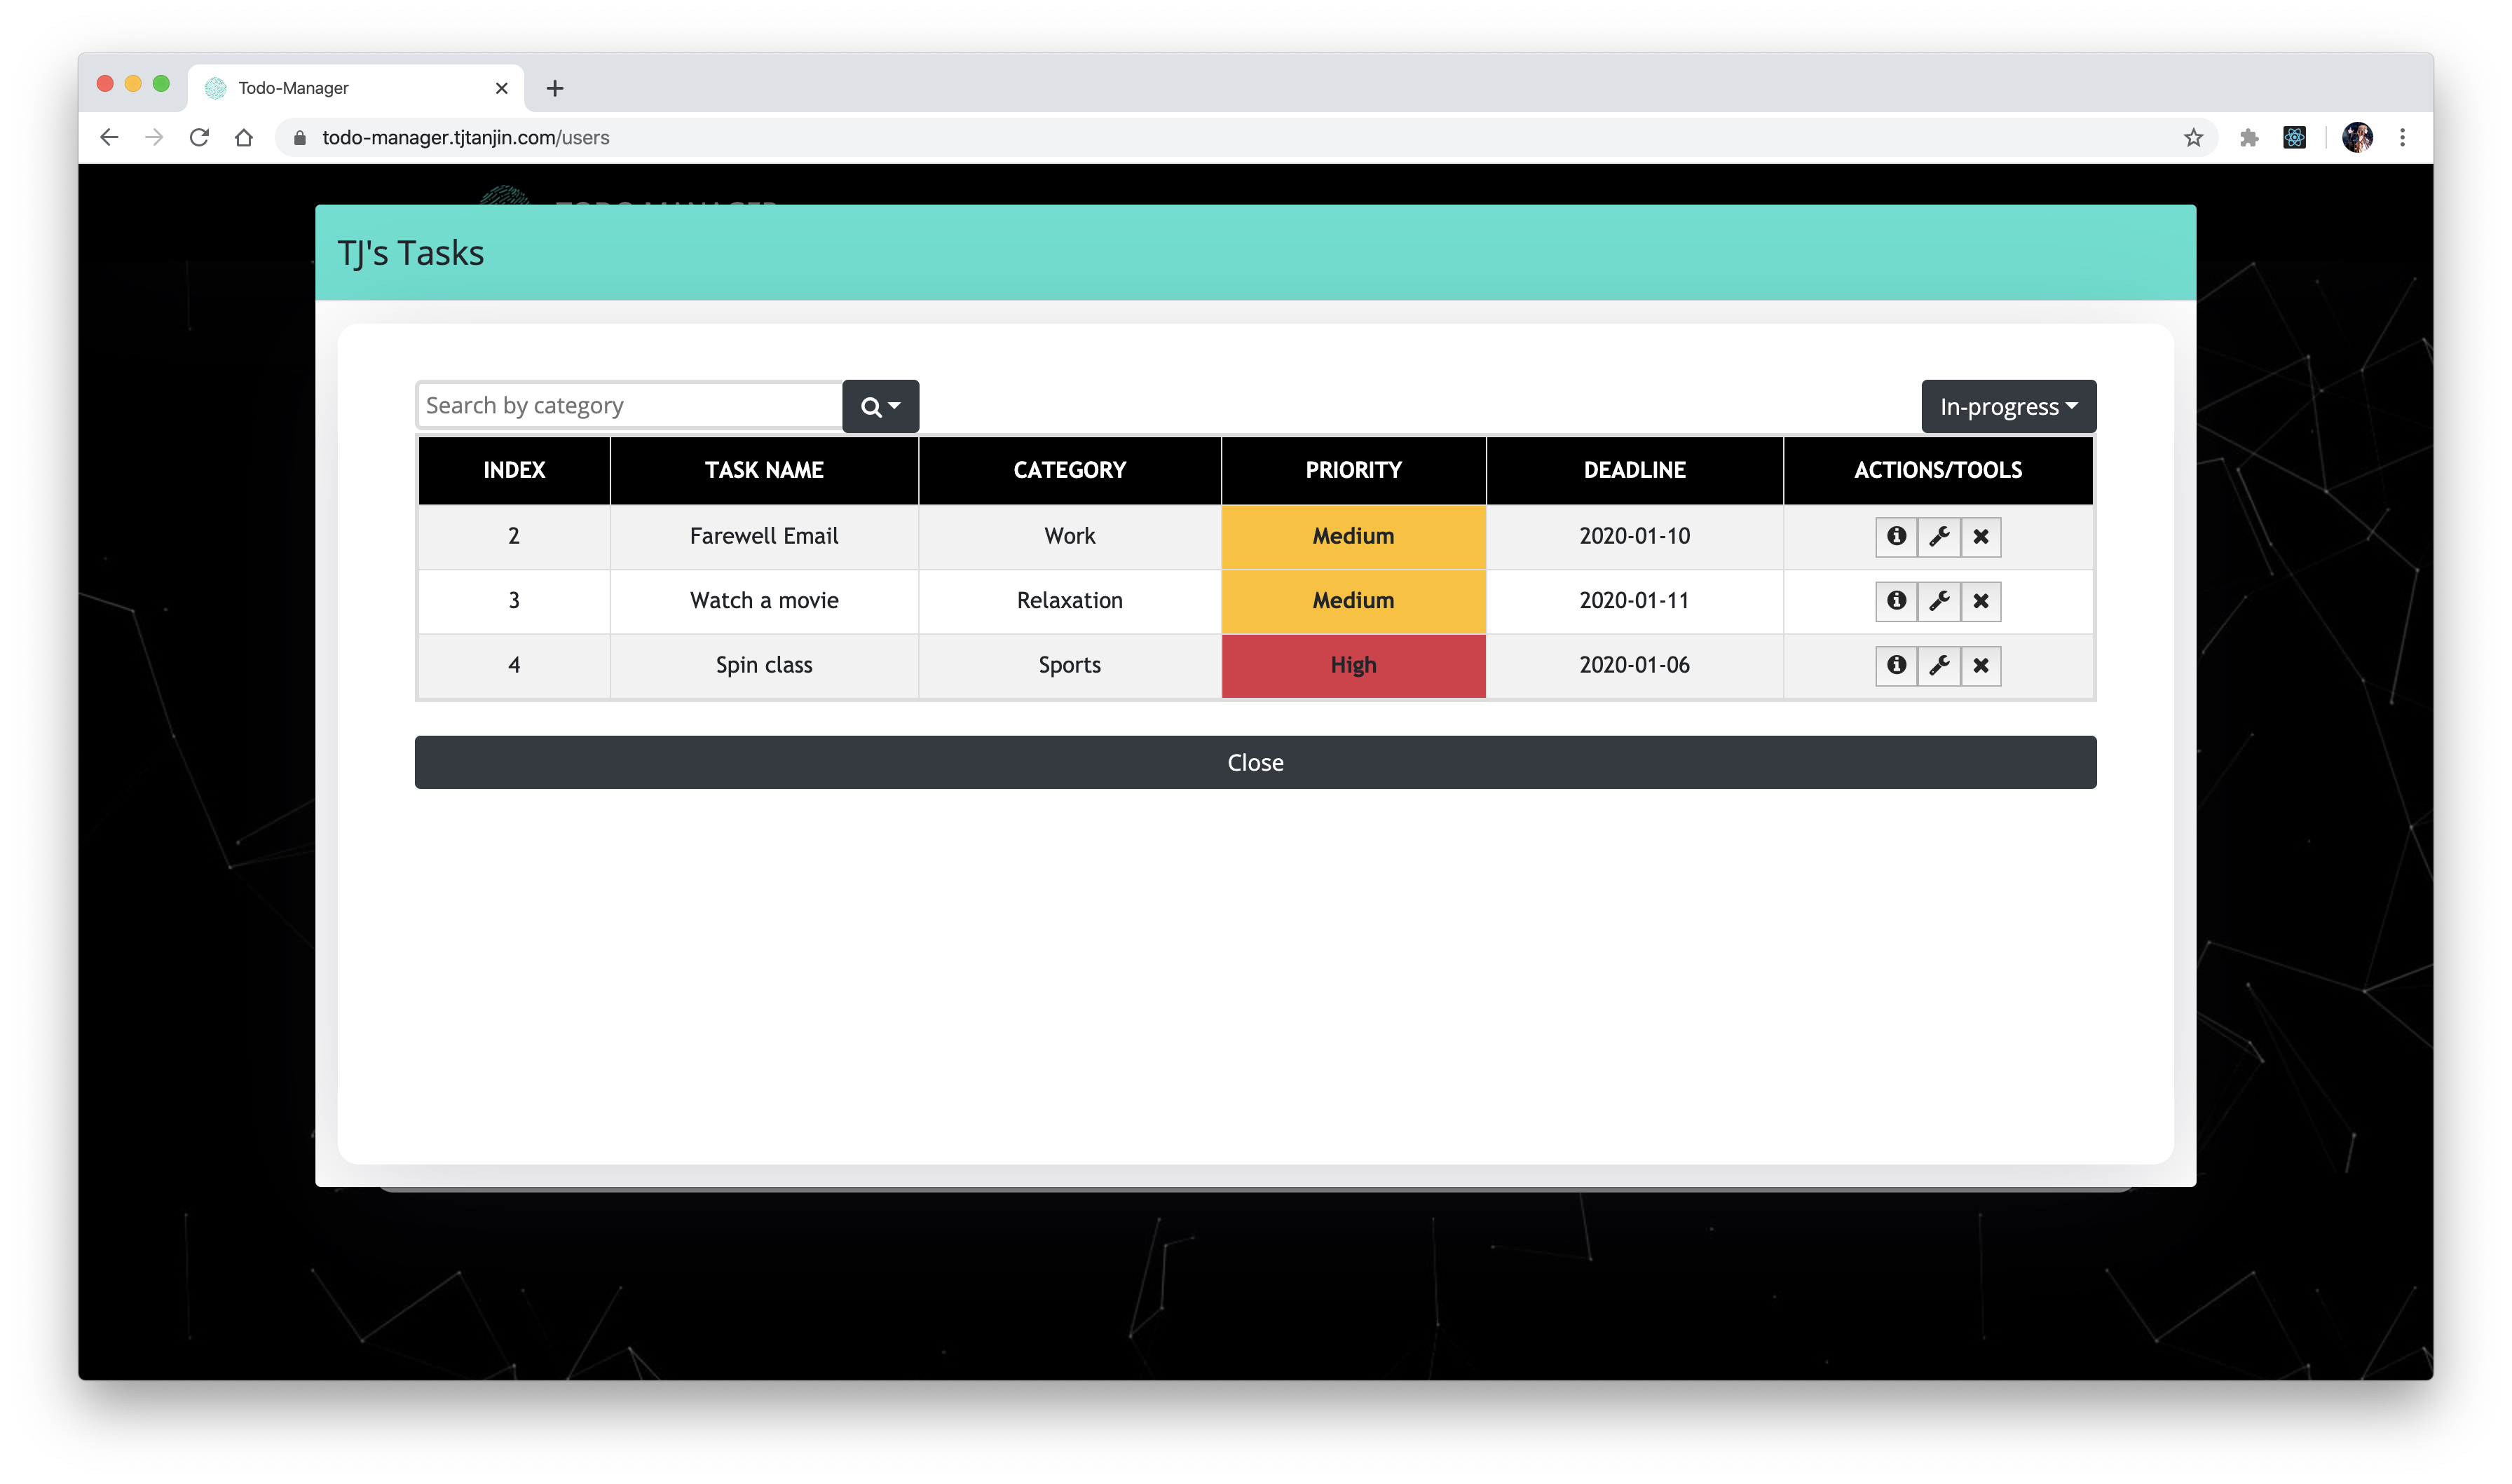 Todo-Manager
todo-manager.tjtanjin.com/users
TODO MANAGER
TJ's Tasks
Search by category
In-progress
INDEX TASK NAME CATEGORY PRIORITY DEADLINE ACTIONS/TOOLS
2 Farewell Email Work Medium 2020-01-10
3 Watch a movie Relaxation Medium 2020-01-11
4 Spin class Sports High 2020-01-06
Close